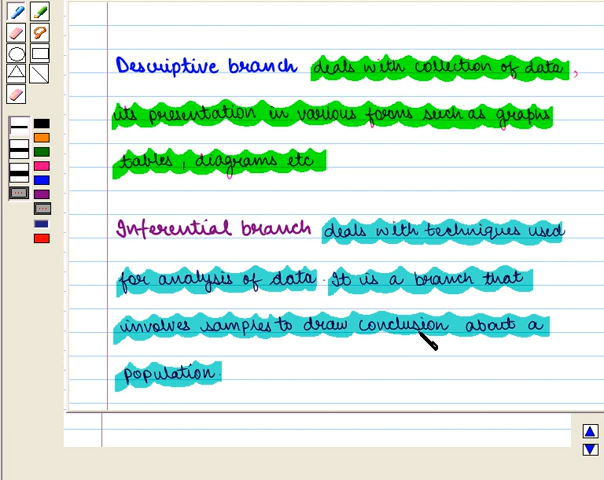 Descriptive branch deals with collection of data,
its presentation in various forms such as graphs
tables, diagrams etc
Inferential branch deals with techniques used
for analysis of data. It is a branch that
involves samples to draw conclusion about a
population.